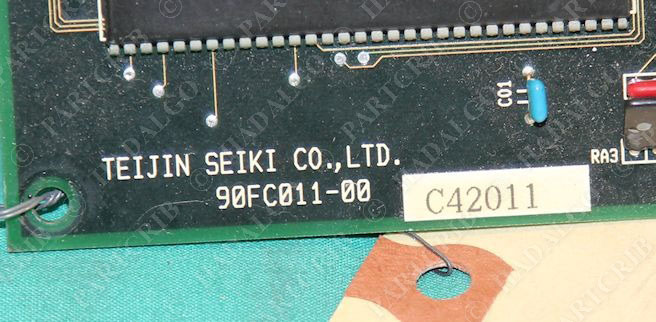 C01
RA3
TEIJIN SEIKI CO.,LTD.
90FC011-00
C42011